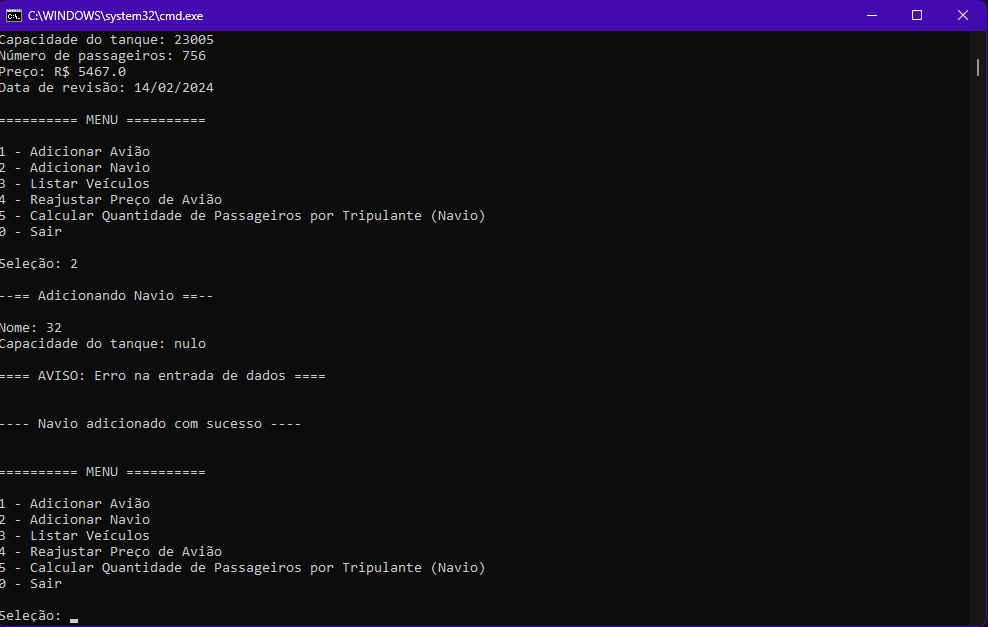 C:\WINDOWS\system32\cmd.exe
Capacidade do tanque: 23005
Número de passageiros: 756
Preço: R$ 5467.0
Data de revisão: 14/02/2024
========== MENU ==========
1 - Adicionar Avião
2 - Adicionar Navio
3 - Listar Veículos
4 - Reajustar Preço de Avião
5 - Calcular Quantidade de Passageiros por Tripulante (Navio)
0 - Sair
Seleção: 2
--== Adicionando Navio ==--
Nome: 32
Capacidade do tanque: nulo
==== AVISO: Erro na entrada de dados ====
---- Navio adicionado com sucesso ----
========== MENU ==========
1 - Adicionar Avião
2 - Adicionar Navio
3 - Listar Veículos
4 - Reajustar Preço de Avião
5 - Calcular Quantidade de Passageiros por Tripulante (Navio)
0 - Sair
Seleção: